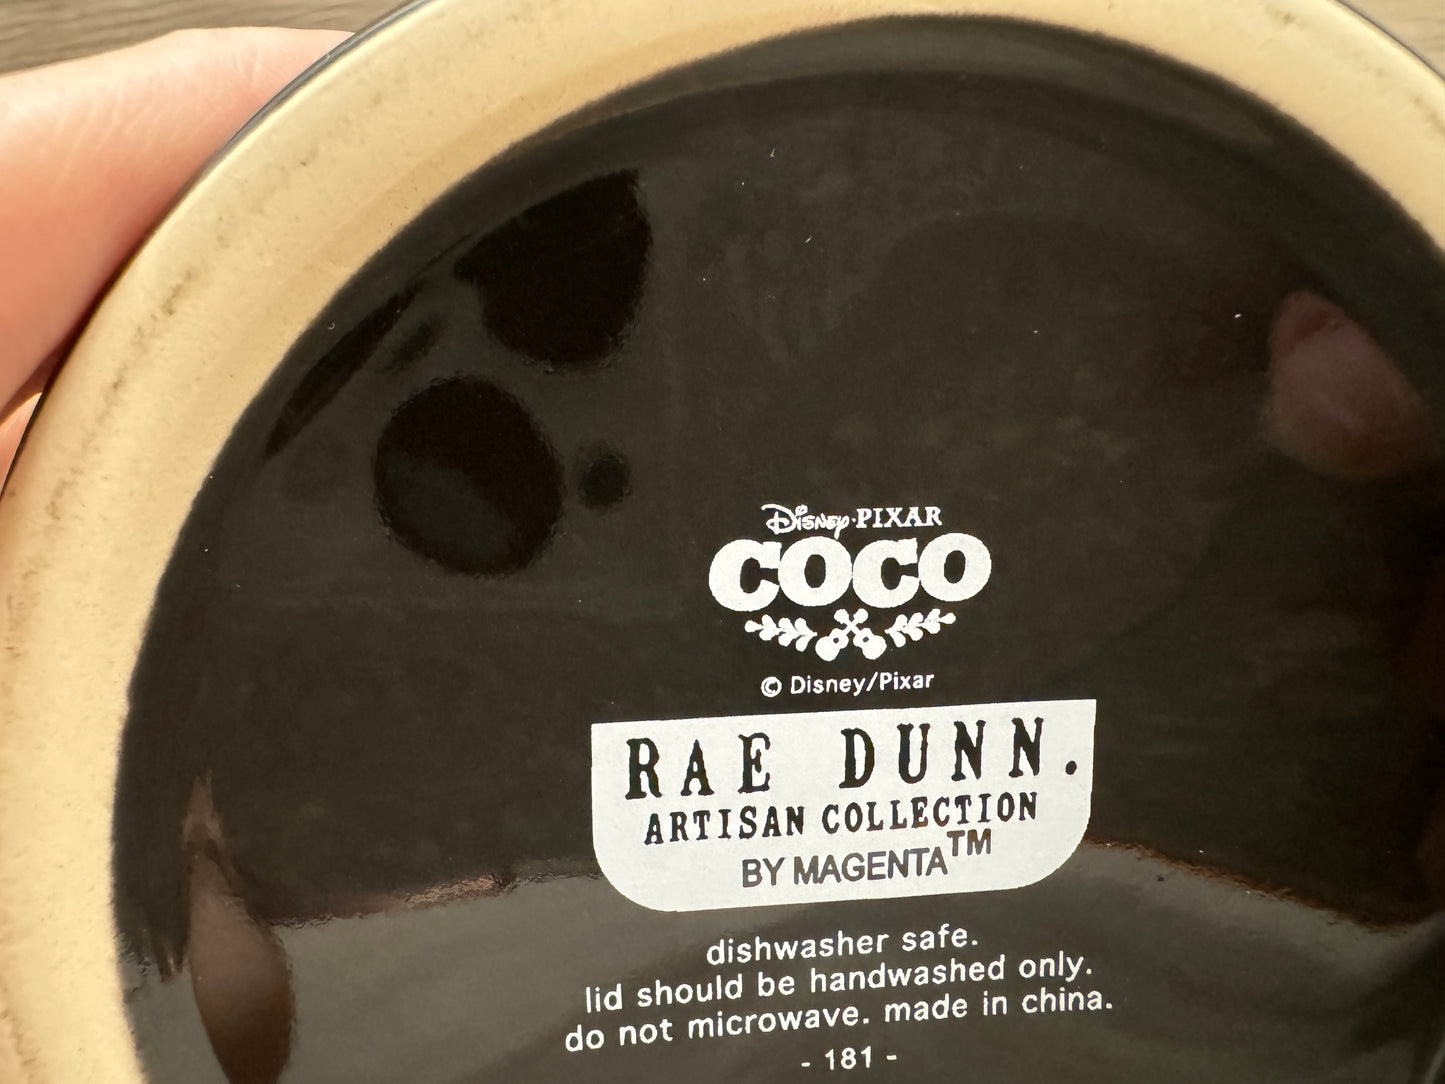 Disney·PIXAR
COCO
© Disney/Pixar
RAE DUNN.
ARTISAN COLLECTION
BY MAGENTA™
dishwasher safe.
lid should be handwashed only.
do not microwave. made in china.
- 181 -